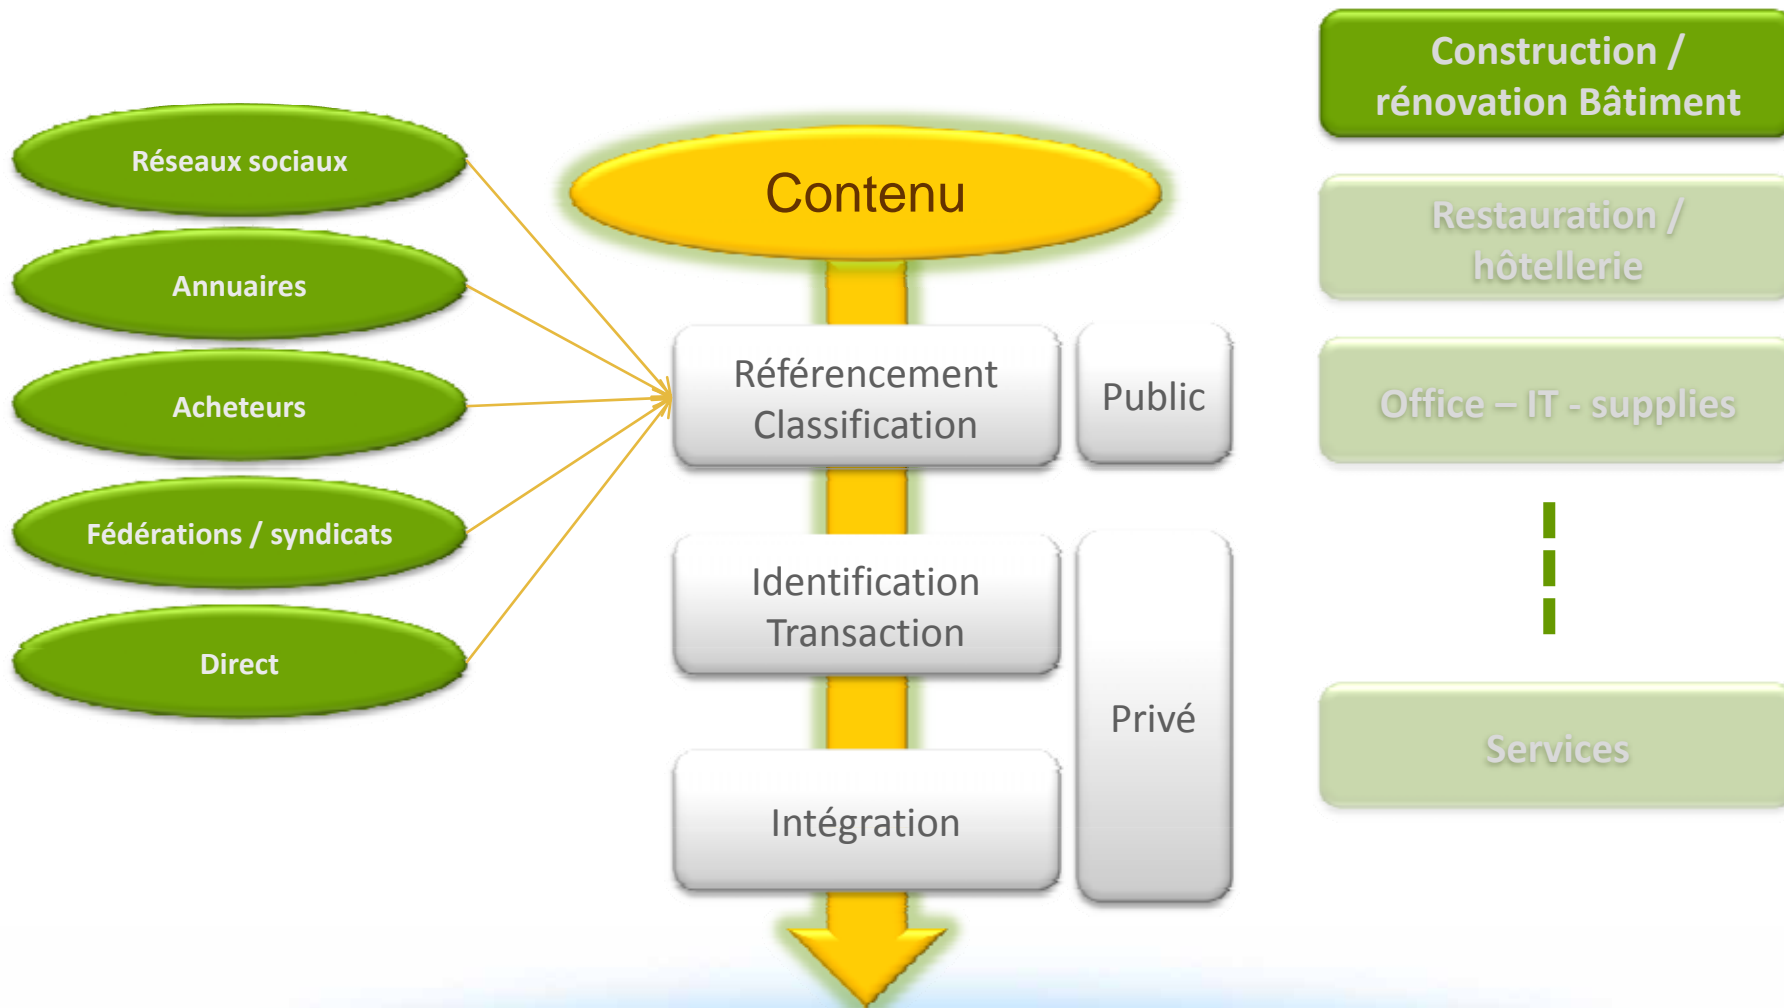 Réseaux sociaux
Annuaires
Acheteurs
Fédérations / syndicats
Direct
Contenu
Référencement
Classification
Public
Identification
Transaction
Privé
Intégration
Construction /
rénovation Bâtiment
Restauration /
hôtellerie
Office – IT - supplies
Services